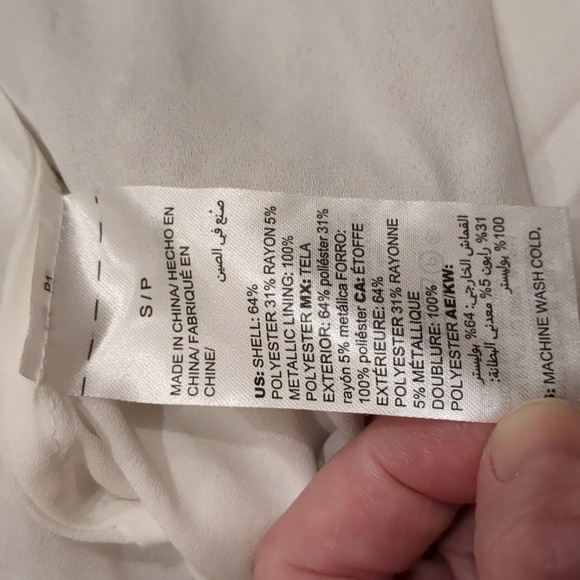 P1
S / P
MADE IN CHINA/ HECHO EN
CHINA/ FABRIQUÉ EN
CHINE/
صنع في الصين
US: SHELL: 64%
POLYESTER 31% RAYON 5%
METALLIC LINING: 100%
POLYESTER MX: TELA
EXTERIOR: 64% poliéster 31%
rayón 5% metálica FORRO:
100% poliéster CA: ÉTOFFE
EXTÉRIEURE: 64%
POLYESTER 31% RAYONNE
5% MÉTALLIQUE
DOUBLURE: 100%
POLYESTER AE/KW:
القماش الخارجي: 64% بوليستر
31% رايون 5% معدني البطانة:
100% بوليستر
MACHINE WASH COLD,